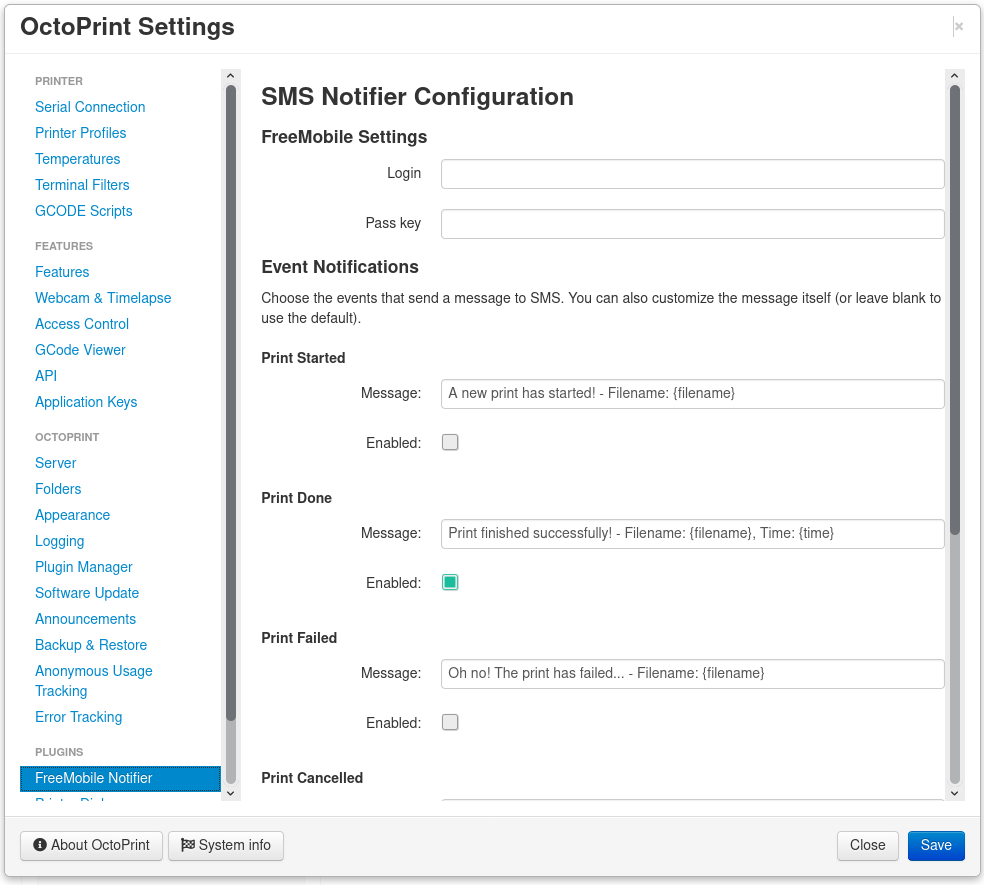 OctoPrint Settings
×
PRINTER
Serial Connection
Printer Profiles
Temperatures
Terminal Filters
GCODE Scripts
FEATURES
Features
Webcam & Timelapse
Access Control
GCode Viewer
API
Application Keys
OCTOPRINT
Server
Folders
Appearance
Logging
Plugin Manager
Software Update
Announcements
Backup & Restore
Anonymous Usage
Tracking
Error Tracking
PLUGINS
FreeMobile Notifier
SMS Notifier Configuration
FreeMobile Settings
Login
Pass key
Event Notifications
Choose the events that send a message to SMS. You can also customize the message itself (or leave blank to
use the default).
Print Started
Message: A new print has started! - Filename: {filename}
Enabled:
Print Done
Message: Print finished successfully! - Filename: {filename}, Time: {time}
Enabled:
Print Failed
Message: Oh no! The print has failed... - Filename: {filename}
Enabled:
Print Cancelled
About OctoPrint
System info
Close
Save